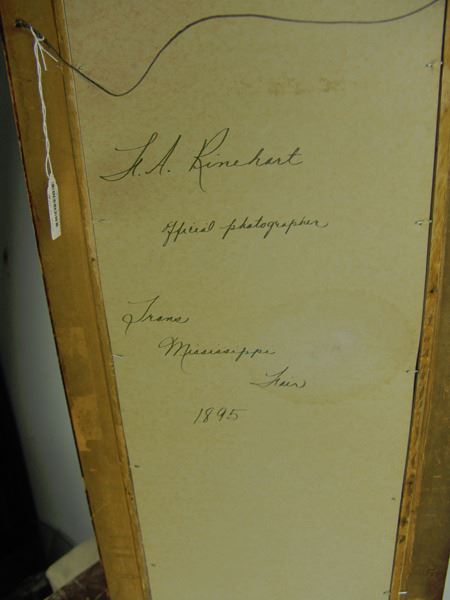 F. A. Rinehart
Official photographer
Trans
Mississippi
Fair
1895